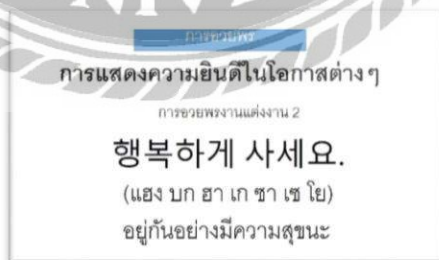 การอวยพร
การแสดงความยินดีในโอกาสต่างๆ
การอวยพรงานแต่งงาน 2
행복하게 사세요.
(แฮง บก ฮา เก ซา เซ โย)
อยู่กันอย่างมีความสุขนะ